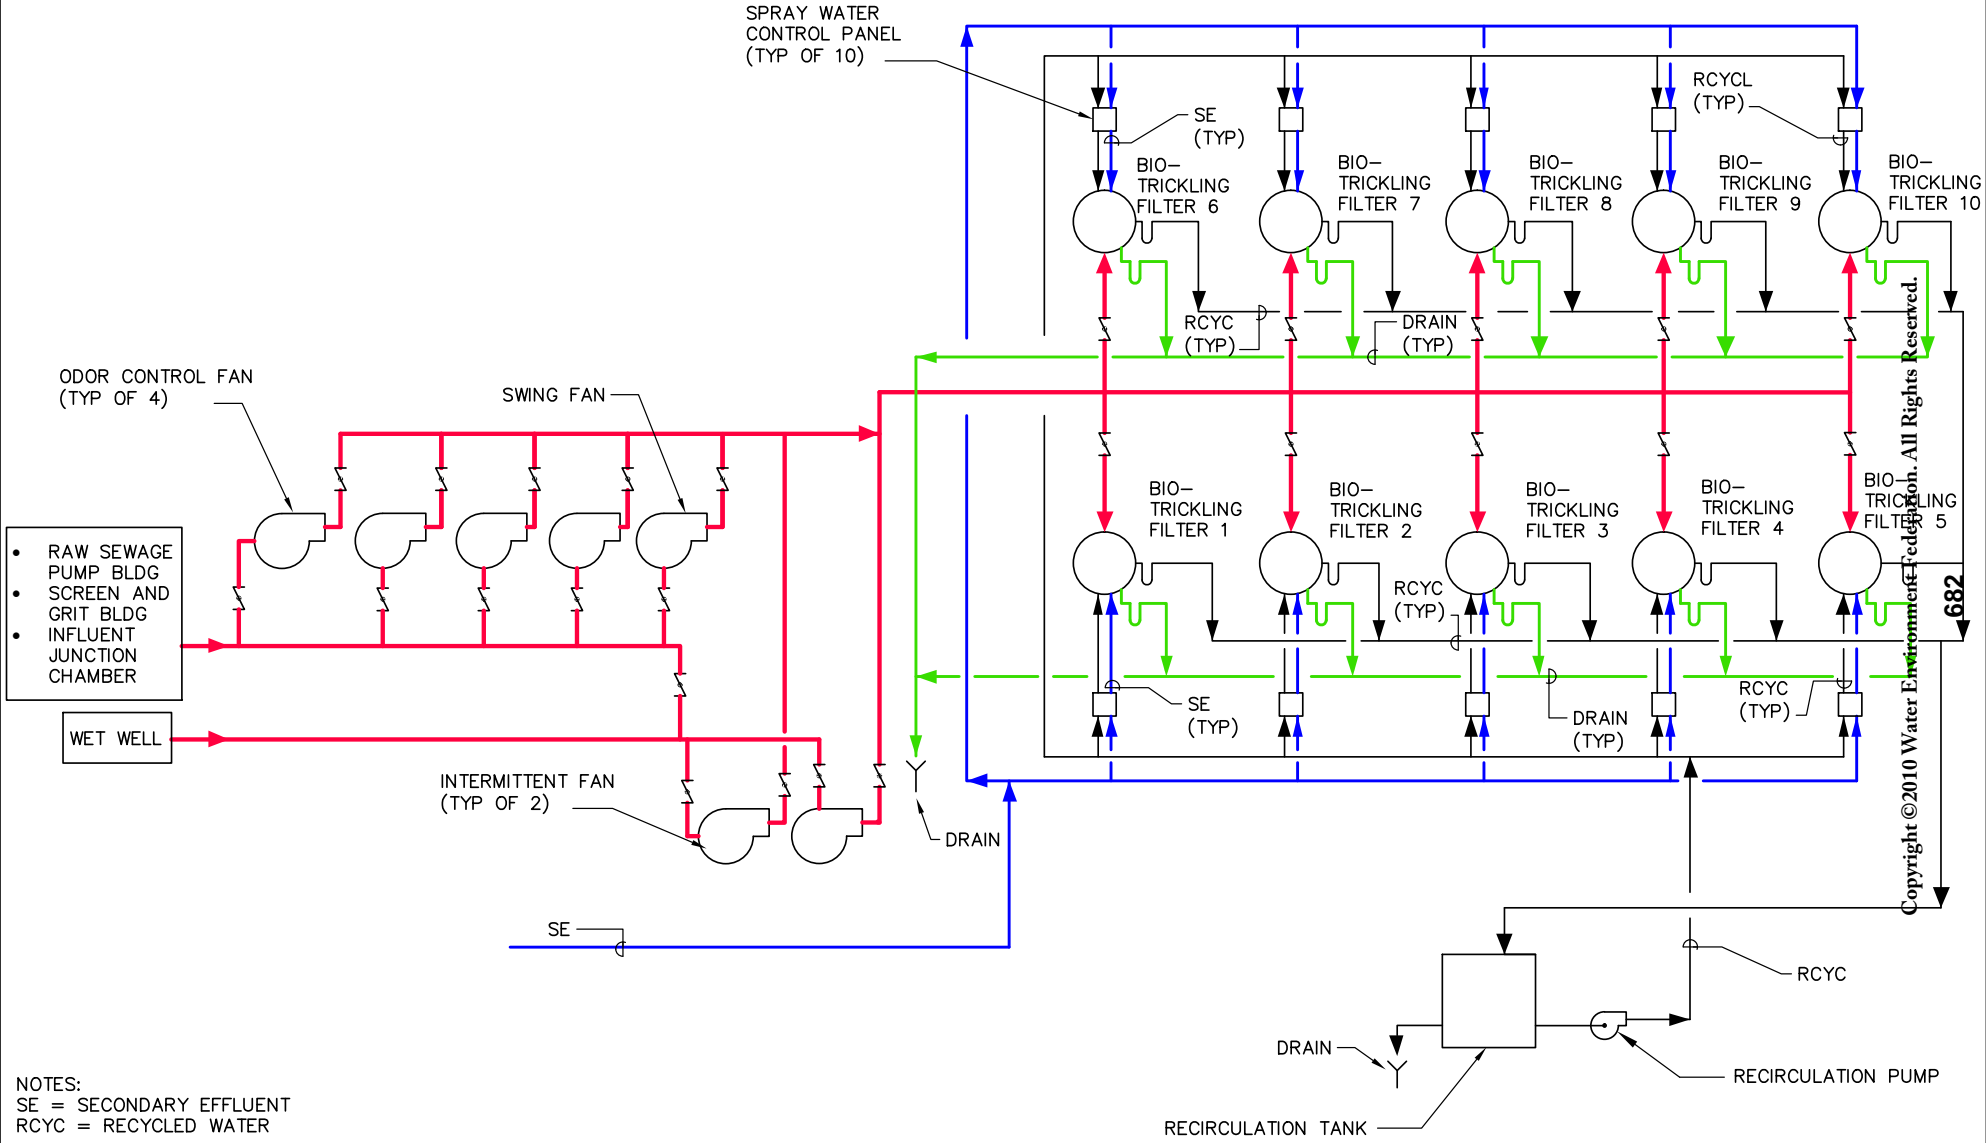 SPRAY WATER
CONTROL PANEL
(TYP OF 10)
RCYCL
(TYP)
SE
(TYP)
BIO-
TRICKLING
FILTER 6
BIO-
TRICKLING
FILTER 7
BIO-
TRICKLING
FILTER 8
BIO-
TRICKLING
FILTER 9
BIO-
TRICKLING
FILTER 10
RCYC
(TYP)
DRAIN
(TYP)
ODOR CONTROL FAN
(TYP OF 4)
SWING FAN
BIO-
TRICKLING
FILTER 1
BIO-
TRICKLING
FILTER 2
BIO-
TRICKLING
FILTER 3
BIO-
TRICKLING
FILTER 4
BIO-
TRICKLING
FILTER 5
• RAW SEWAGE
PUMP BLDG
• SCREEN AND
GRIT BLDG
• INFLUENT
JUNCTION
CHAMBER
RCYC
(TYP)
WET WELL
SE
(TYP)
DRAIN
(TYP)
RCYC
(TYP)
INTERMITTENT FAN
(TYP OF 2)
DRAIN
SE
RCYC
DRAIN
RECIRCULATION PUMP
RECIRCULATION TANK
NOTES:
SE = SECONDARY EFFLUENT
RCYC = RECYCLED WATER
Copyright ©2010 Water Environment Federation. All Rights Reserved.
682